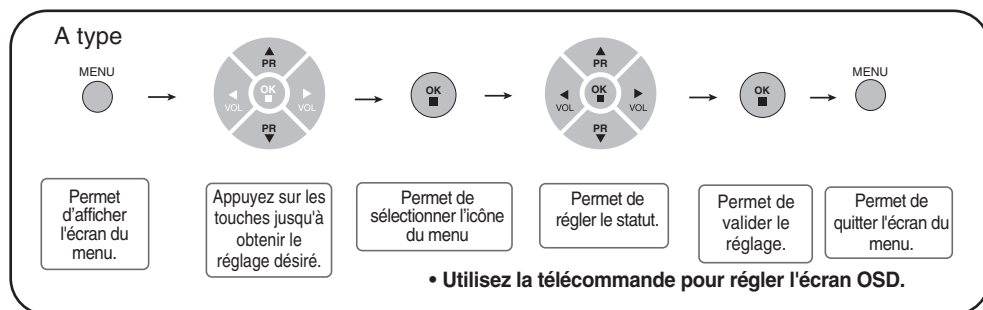 A type
MENU
PR
VOL
OK
VOL
PR
OK
PR
VOL
OK
VOL
PR
OK
MENU
Permet
d'afficher
l'écran du
menu.
Appuyez sur les
touches jusqu'à
obtenir le
réglage désiré.
Permet de
sélectionner l'icône
du menu
Permet de
régler le statut.
Permet de
valider le
réglage.
Permet de
quitter l'écran du
menu.
• Utilisez la télécommande pour régler l'écran OSD.